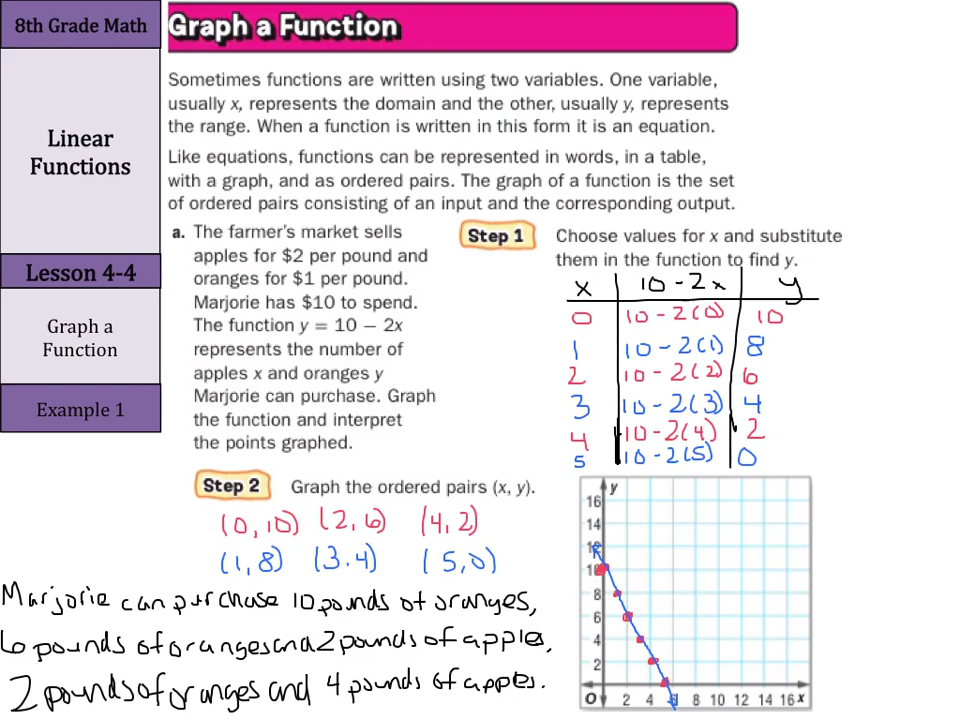 8th Grade Math
Linear
Functions
Lesson 4-4
Graph a
Function
Example 1
Graph a Function
Sometimes functions are written using two variables. One variable,
usually x, represents the domain and the other, usually y, represents
the range. When a function is written in this form it is an equation.
Like equations, functions can be represented in words, in a table,
with a graph, and as ordered pairs. The graph of a function is the set
of ordered pairs consisting of an input and the corresponding output.
a. The farmer's market sells
apples for $2 per pound and
oranges for $1 per pound.
Marjorie has $10 to spend.
The function y = 10 − 2x
represents the number of
apples x and oranges y
Marjorie can purchase. Graph
the function and interpret
the points graphed.
Step 1 Choose values for x and substitute
them in the function to find y.
x 10 - 2x y
0 10 - 2(0) 10
1 10 - 2(1) 8
2 10 - 2(2) 6
3 10 - 2(3) 4
4 10 - 2(4) 2
5 10 - 2(5) 0
Step 2 Graph the ordered pairs (x, y).
(0, 10) (2, 6) (4, 2)
(1, 8) (3.4) (5, 0)
Marjorie can purchase 10 pounds of oranges,
6 pounds of oranges and 2 pounds of apples,
2 pounds of oranges and 4 pounds of apples.
y
16
14
12
10
8
6
4
2
O 2 4 6 8 10 12 14 16 x